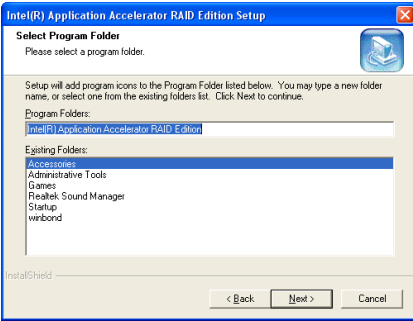 Intel(R) Application Accelerator RAID Edition Setup
Select Program Folder
Please select a program folder.
Setup will add program icons to the Program Folder listed below. You may type a new folder
name, or select one from the existing folders list. Click Next to continue.
Program Folders:
Intel(R) Application Accelerator RAID Edition
Existing Folders:
Accessories
Administrative Tools
Games
Realtek Sound Manager
Startup
winbond
InstallShield
< Back Next > Cancel